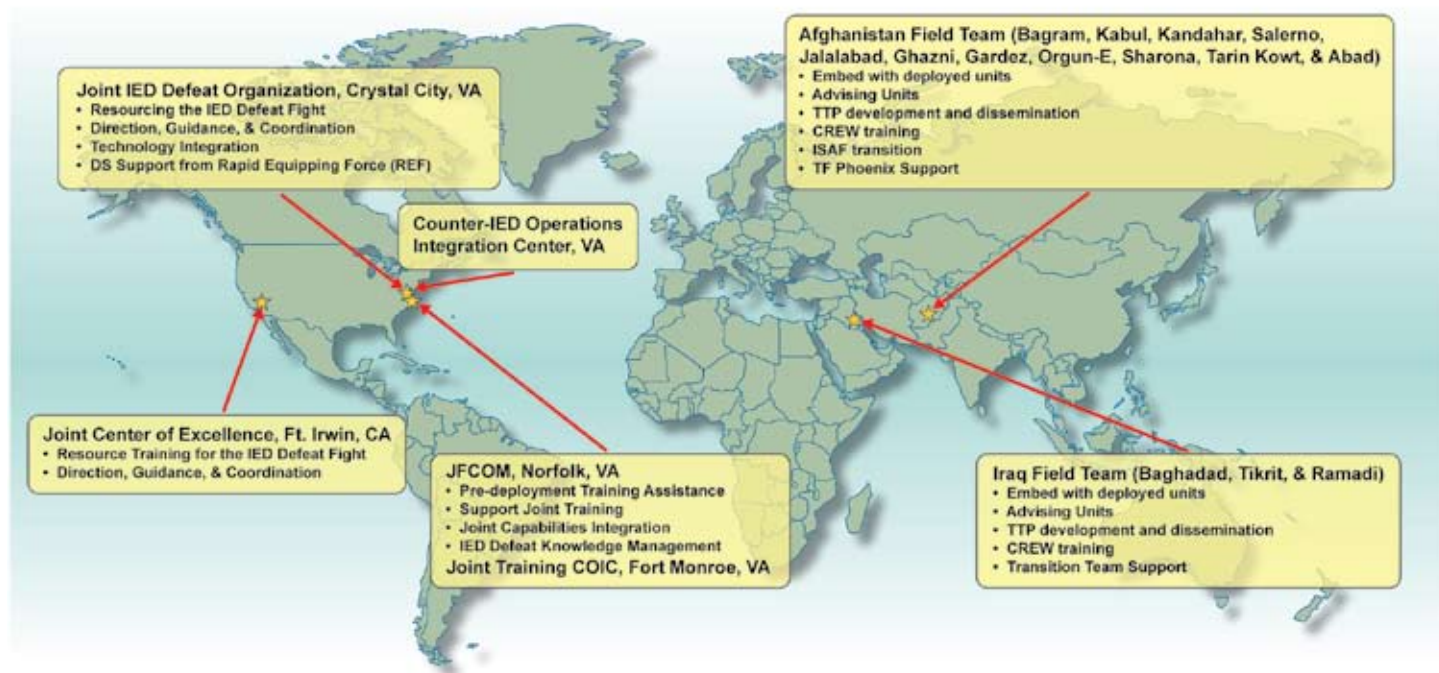 Joint IED Defeat Organization, Crystal City, VA
• Resourcing the IED Defeat Fight
• Direction, Guidance, & Coordination
• Technology Integration
• DS Support from Rapid Equipping Force (REF)
Counter-IED Operations
Integration Center, VA
Afghanistan Field Team (Bagram, Kabul, Kandahar, Salerno,
Jalalabad, Ghazni, Gardez, Orgun-E, Sharona, Tarin Kowt, & Abad)
• Embed with deployed units
• Advising Units
• TTP development and dissemination
• CREW training
• ISAF transition
• TF Phoenix Support
Joint Center of Excellence, Ft. Irwin, CA
• Resource Training for the IED Defeat Fight
• Direction, Guidance, & Coordination
JFCOM, Norfolk, VA
• Pre-deployment Training Assistance
• Support Joint Training
• Joint Capabilities Integration
• IED Defeat Knowledge Management
Joint Training COIC, Fort Monroe, VA
Iraq Field Team (Baghadad, Tikrit, & Ramadi)
• Embed with deployed units
• Advising Units
• TTP development and dissemination
• CREW training
• Transition Team Support